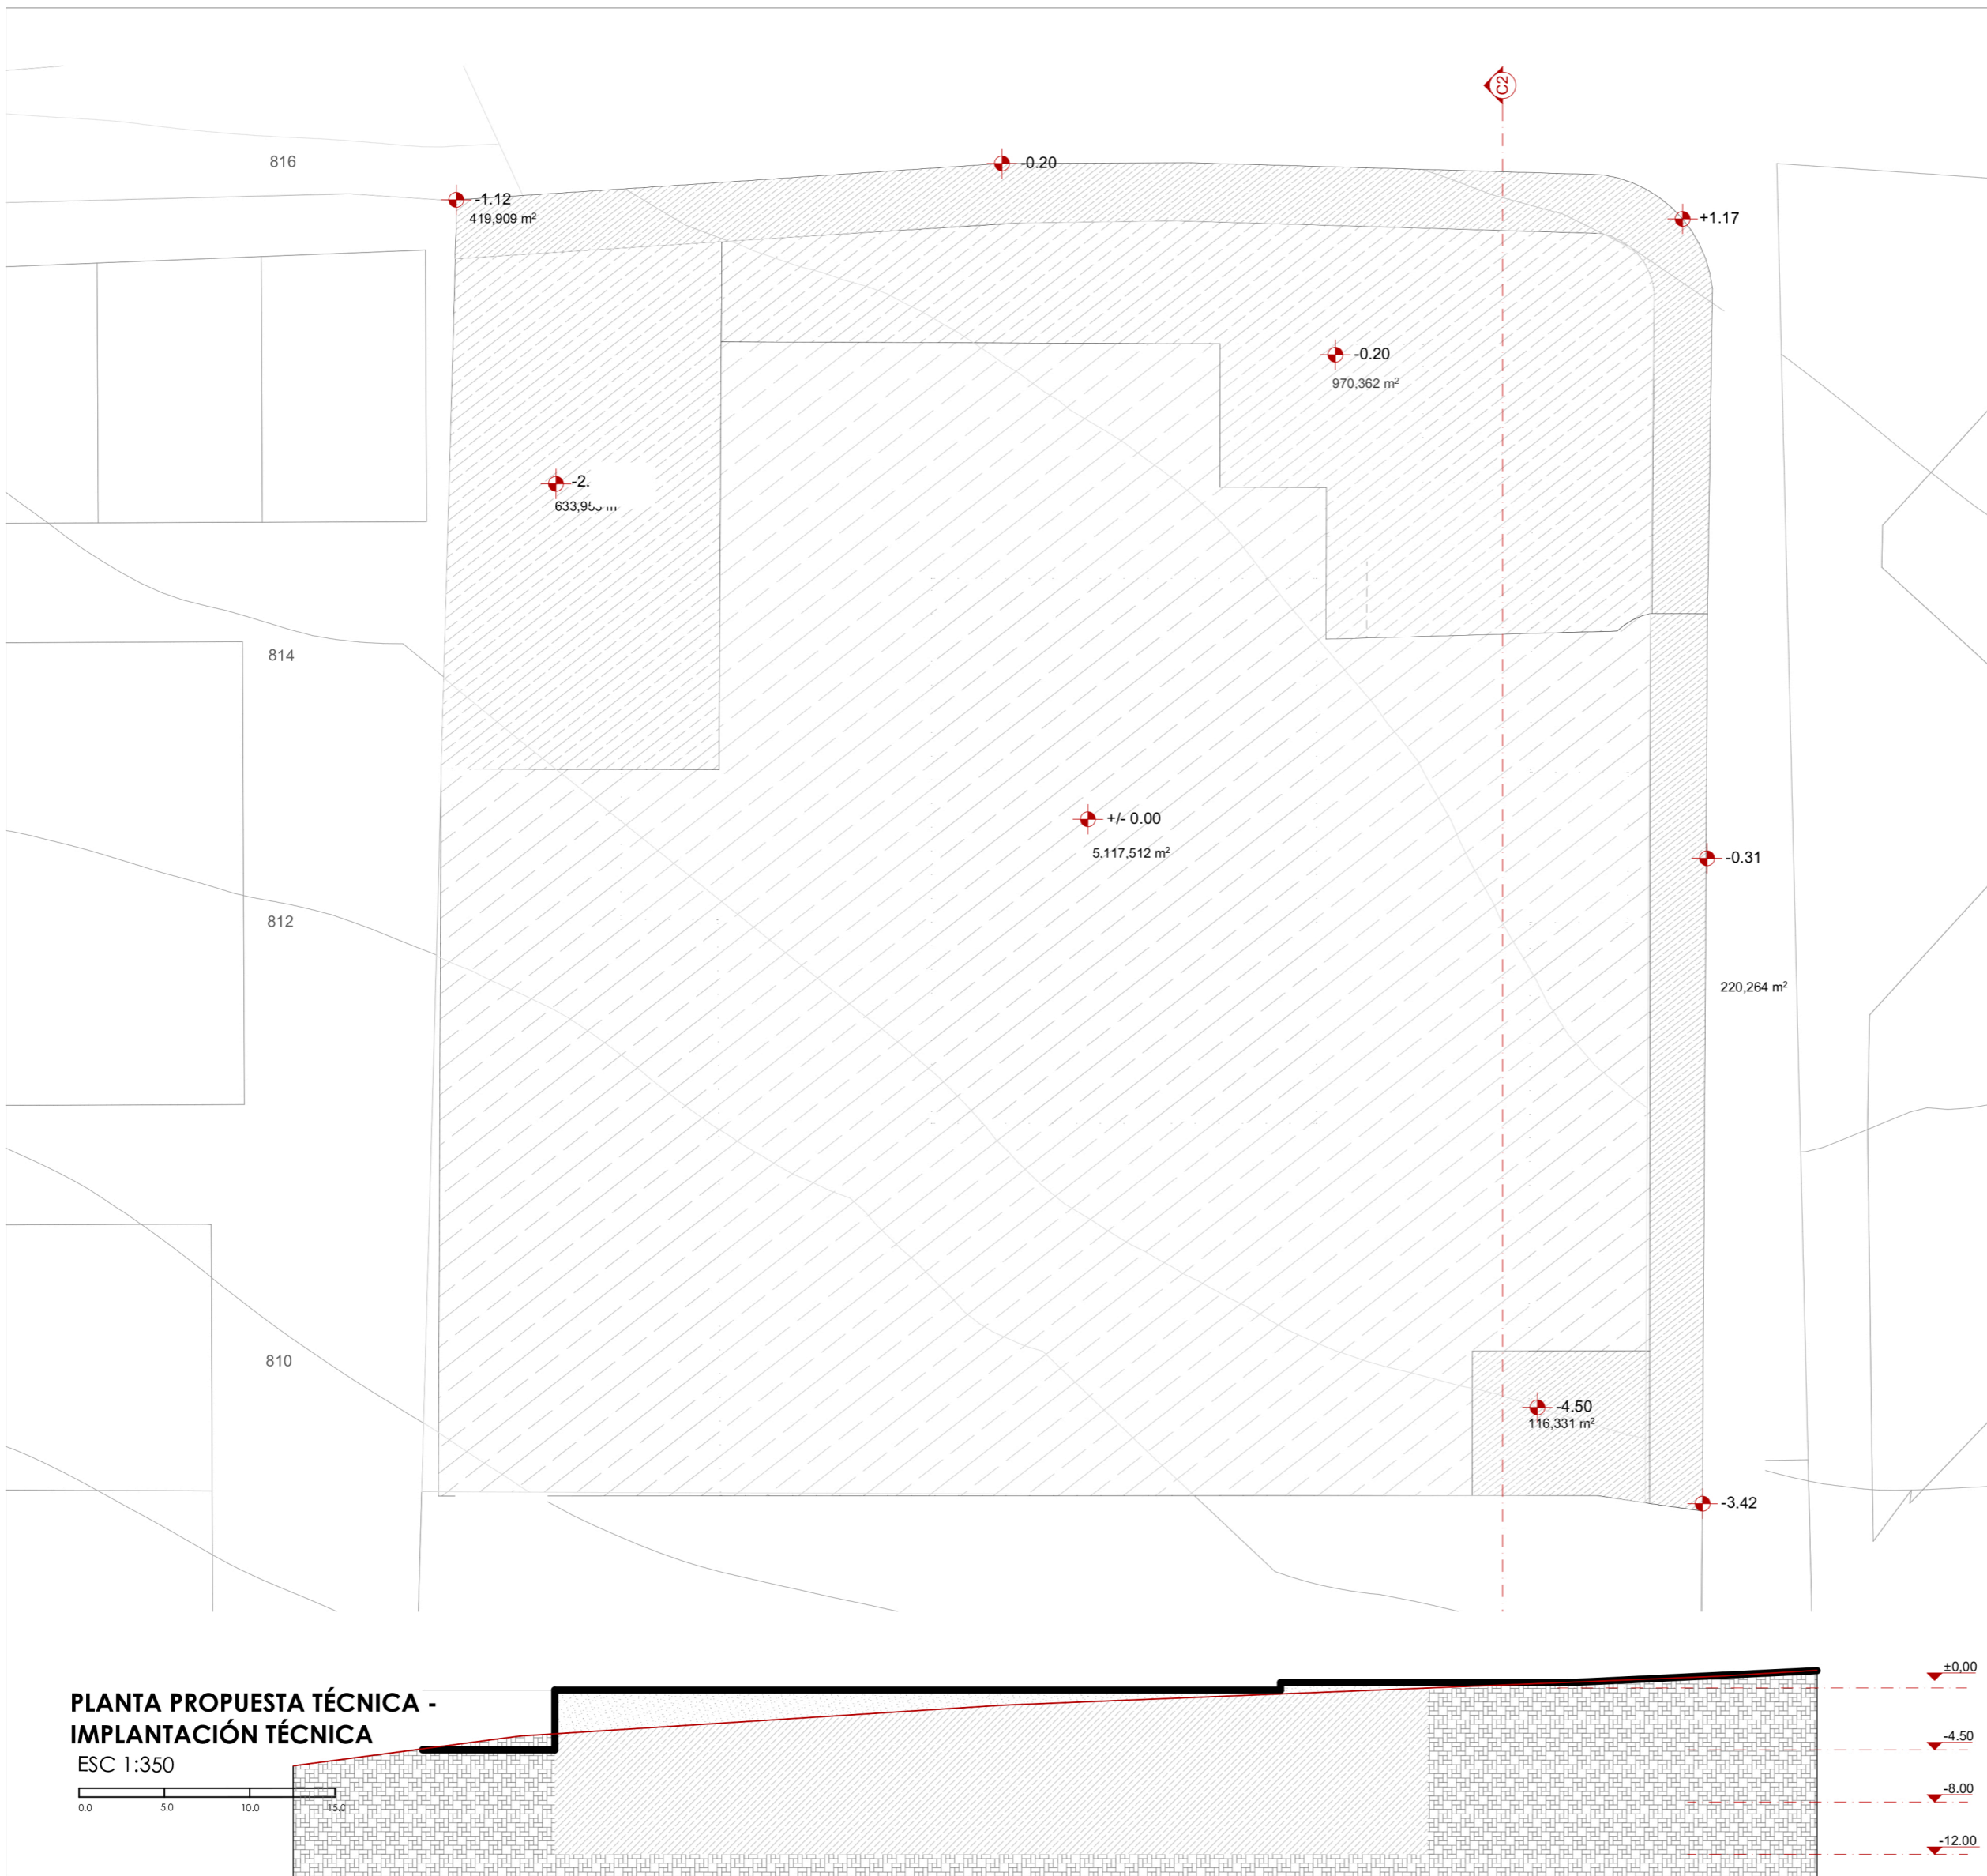 C2
-0.20
816
-1.12
419,909 m²
+1.17
-0.20
970,362 m²
-2.
814
+/- 0.00
5.117,512 m²
-0.31
812
220,264 m²
810
-4.50
116,331 m²
-3.42
±0,00
PLANTA PROPUESTA TÉCNICA -
IMPLANTACIÓN TÉCNICA
-4.50
ESC 1:350
-8.00
0.0 5.0 10.0 15.0
-12.00